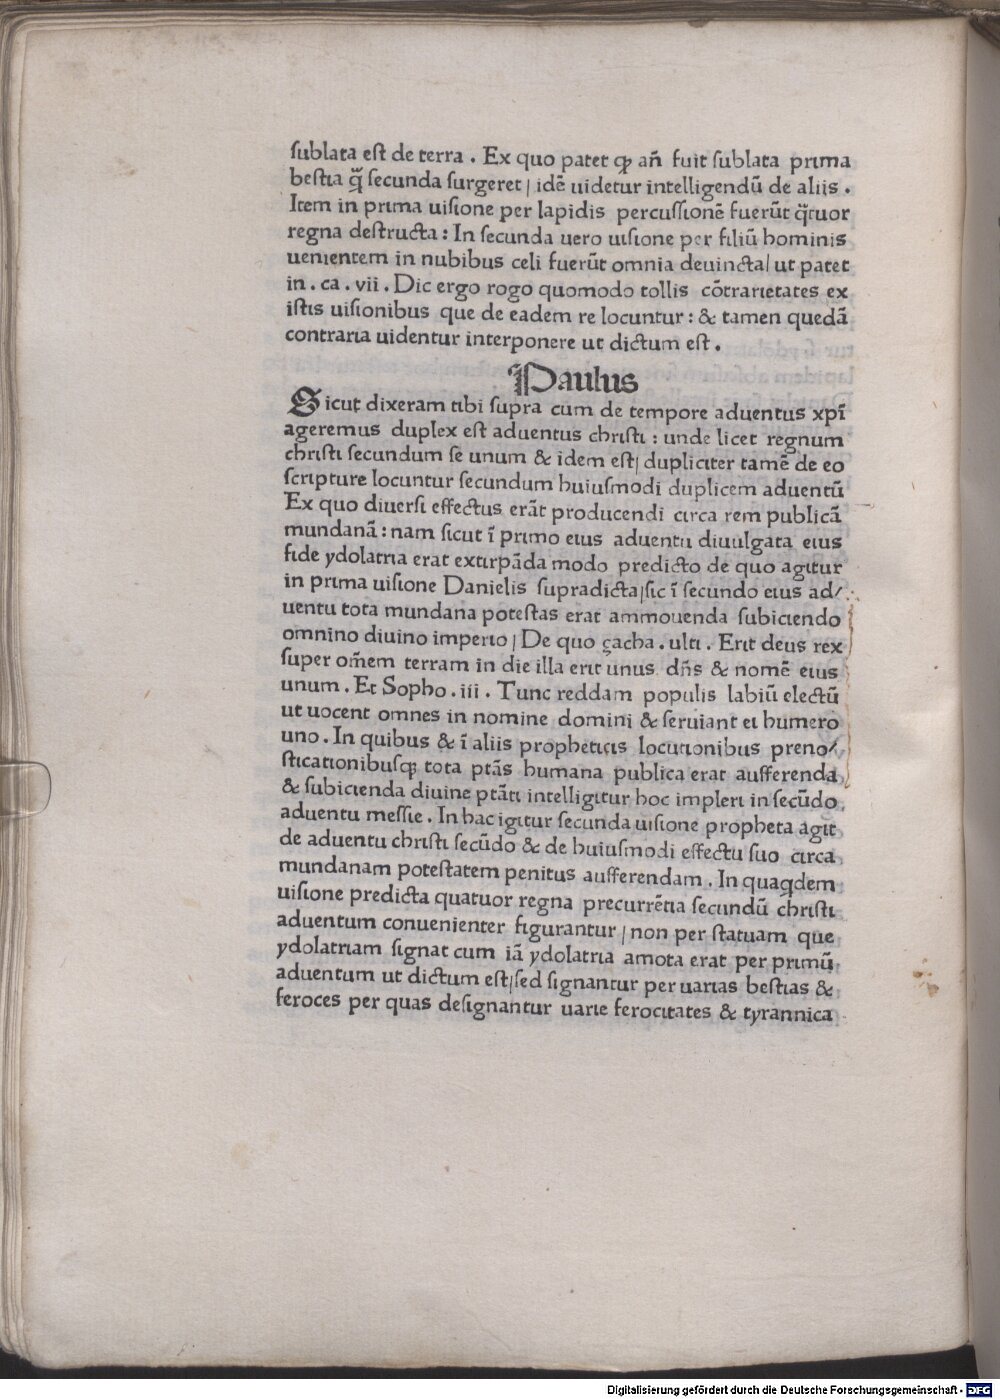 sublata est de terra . Ex quo patet ꝙ añ fuit sublata prima
bestia q̃ secunda surgeret / idē uidetur intelligendū de aliis .
Item in prima uisione per lapidis percussionē fuerūt q̃tuor
regna destructa : In secunda uero uisione per filiū hominis
uenientem in nubibus celi fuerūt omnia deuincta / ut patet
in . ca . vii . Dic ergo rogo quomodo tollis cōtrarietates ex
istis uisionibus que de eadem re locuntur : & tamen quedā
contraria uidentur interponere ut dictum est .
Paulus
Sicut dixeram tibi supra cum de tempore aduentus xpī
ageremus duplex est aduentus christi : unde licet regnum
christi secundum se unum & idem est / dupliciter tamē de eo
scripture locuntur secundum huiusmodi duplicem aduentū
Ex quo diuersi effectus erāt producendi circa rem publicā
mundanā : nam sicut ī primo eius aduentu diuulgata eius
fide ydolatria erat extirpāda modo predicto de quo agitur
in prima uisione Danielis supradicta / sic ī secundo eius ad/
uentu tota mundana potestas erat ammouenda subiciendo
omnino diuino imperio / De quo çacha . ulti . Erit deus rex
super om̄em terram in die illa erit unus dn̄s & nomē eius
unum . Et Sopho . iii . Tunc reddam populis labiū electū
ut uocent omnes in nomine domini & seruiant ei humero
uno . In quibus & ī aliis propheticis locutionibus preno/
sticationibusqꝫ tota ptās humana publica erat aufferenda
& subicienda diuine ptāti intelligitur hoc impleri in secūdo
aduentu messie . In hac igitur secunda uisione propheta agit
de aduentu christi secūdo & de huiusmodi effectu suo circa
mundanam potestatem penitus aufferendam . In quaqdem
uisione predicta quatuor regna precurrētia secundū christi
aduentum conuenienter figurantur / non per statuam que
ydolatriam signat cum iā ydolatria amota erat per primū
aduentum ut dictum est / sed signantur per uarias bestias &
feroces per quas designantur uarie ferocitates & tyrannica
Digitalisierung gefördert durch die Deutsche Forschungsgemeinschaft - DFG